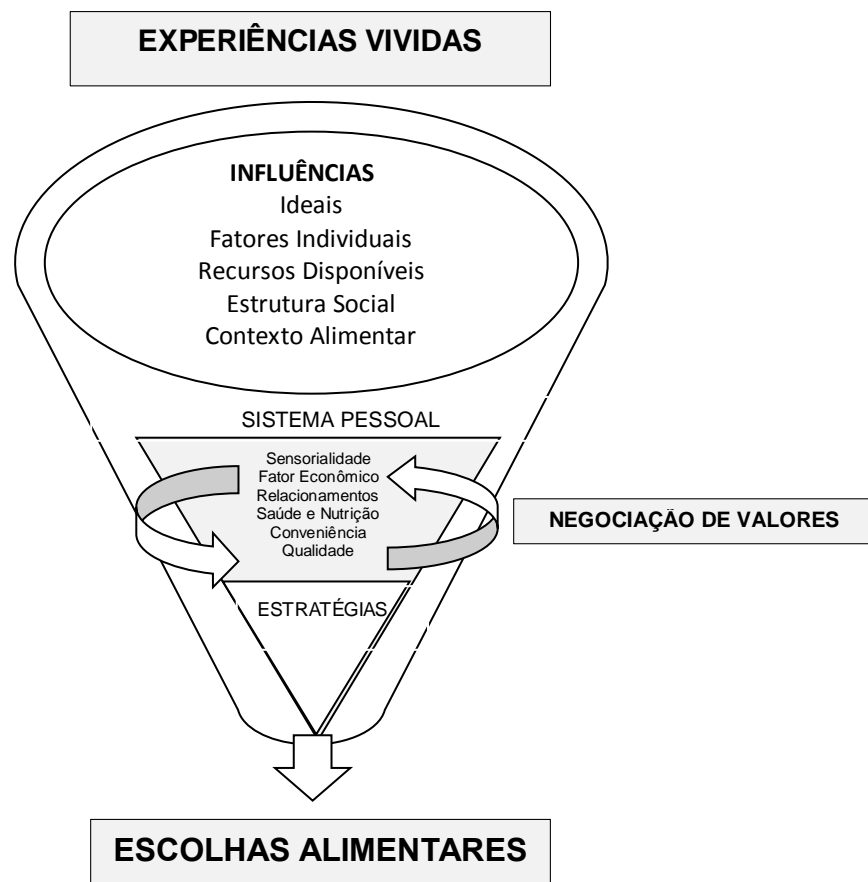 EXPERIÊNCIAS VIVIDAS
INFLUÊNCIAS
Ideais
Fatores Individuais
Recursos Disponíveis
Estrutura Social
Contexto Alimentar
SISTEMA PESSOAL
Sensorialidade
Fator Econômico
Relacionamentos
Saúde e Nutrição
Conveniência
Qualidade
NEGOCIAÇÃO DE VALORES
ESTRATÉGIAS
ESCOLHAS ALIMENTARES